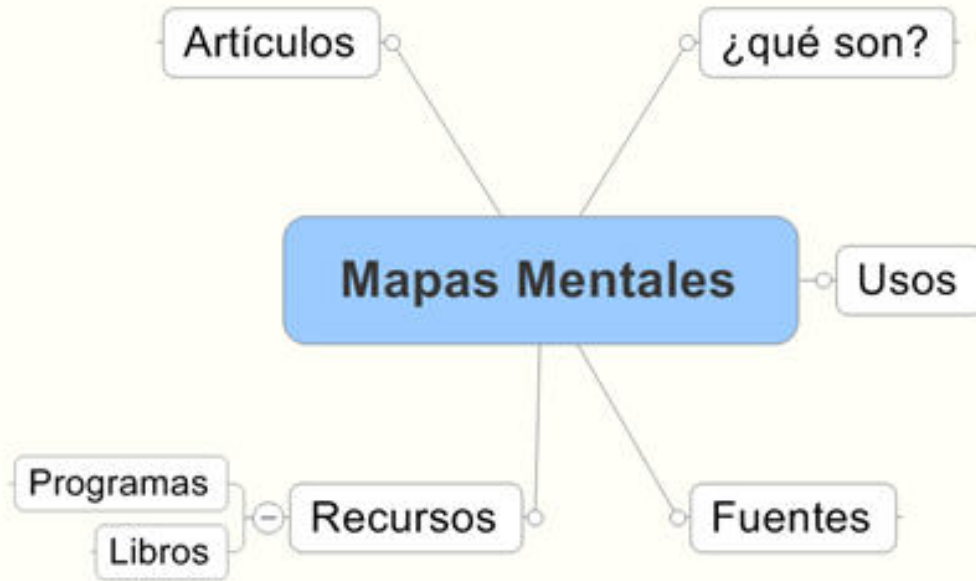 Artículos
¿qué son?
Mapas Mentales
Usos
Programas
Libros
Recursos
Fuentes